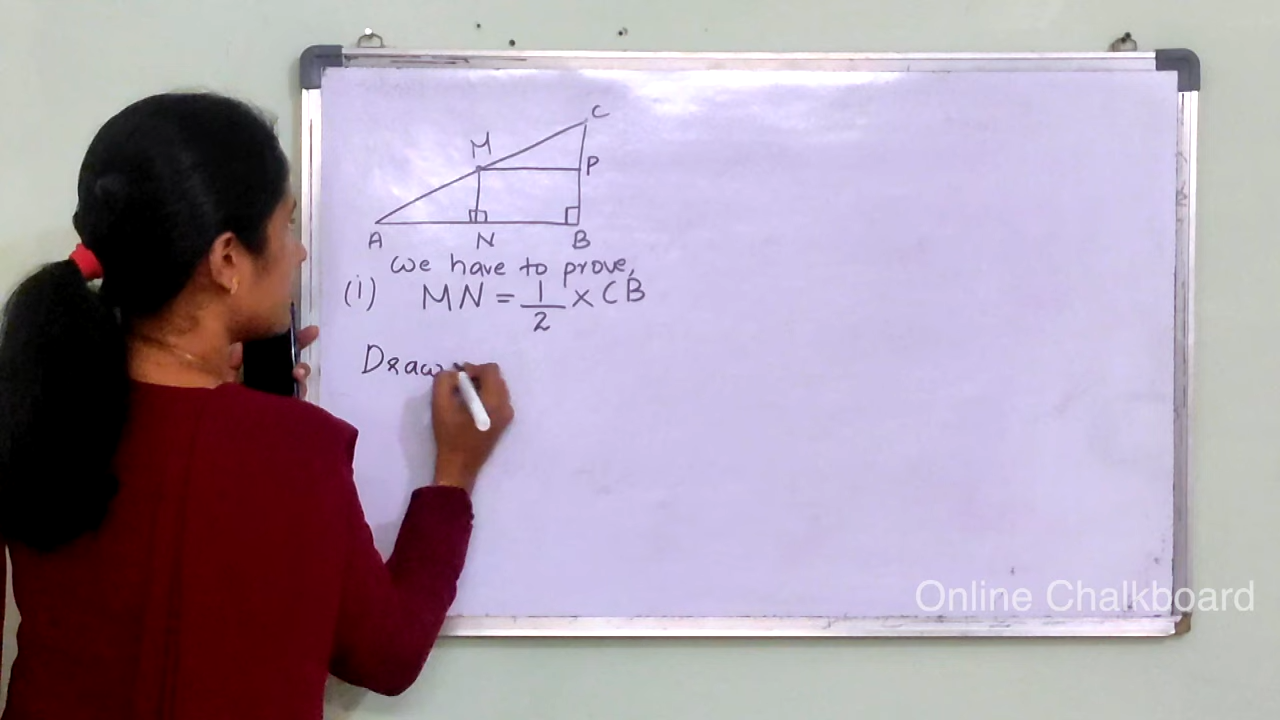 C
M
P
A N B
we have to prove,
(i) MN = 1/2 × CB
Draw
Online Chalkboard